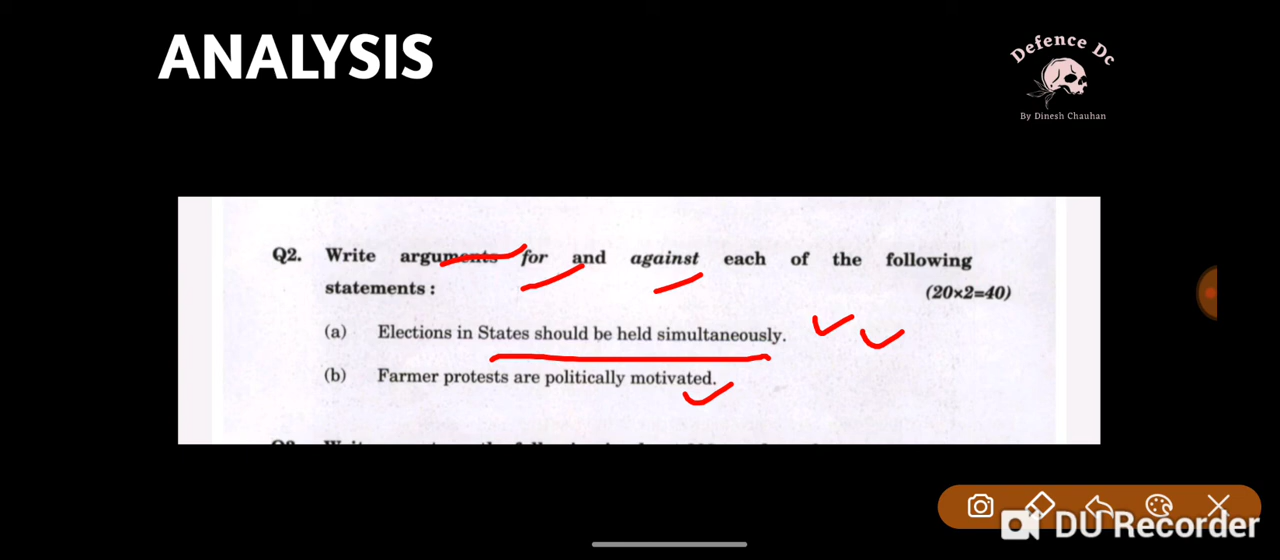 ANALYSIS
Defence Dc
By Dinesh Chauhan
Q2. Write arguments for and against each of the following
statements : (20×2=40)
(a) Elections in States should be held simultaneously.
(b) Farmer protests are politically motivated.
DU Recorder